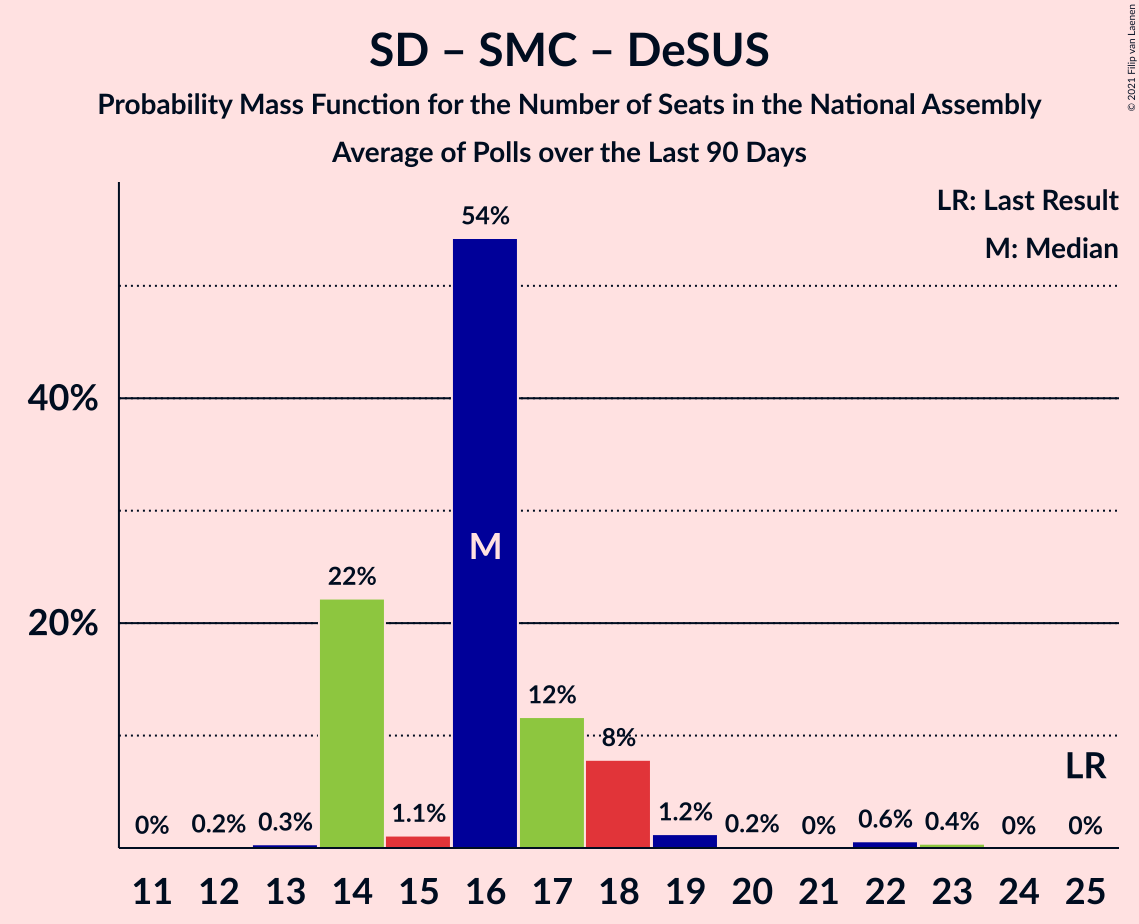 SD – SMC – DeSUS
Probability Mass Function for the Number of Seats in the National Assembly
Average of Polls over the Last 90 Days
© 2021 Filip van Laenen
LR: Last Result
M: Median
54%
40%
M
22%
20%
12%
8%
LR
0%
0.2%
0.3%
1.1%
1.2%
0.2%
0%
0.6%
0.4%
0%
0%
11 12 13 14 15 16 17 18 19 20 21 22 23 24 25